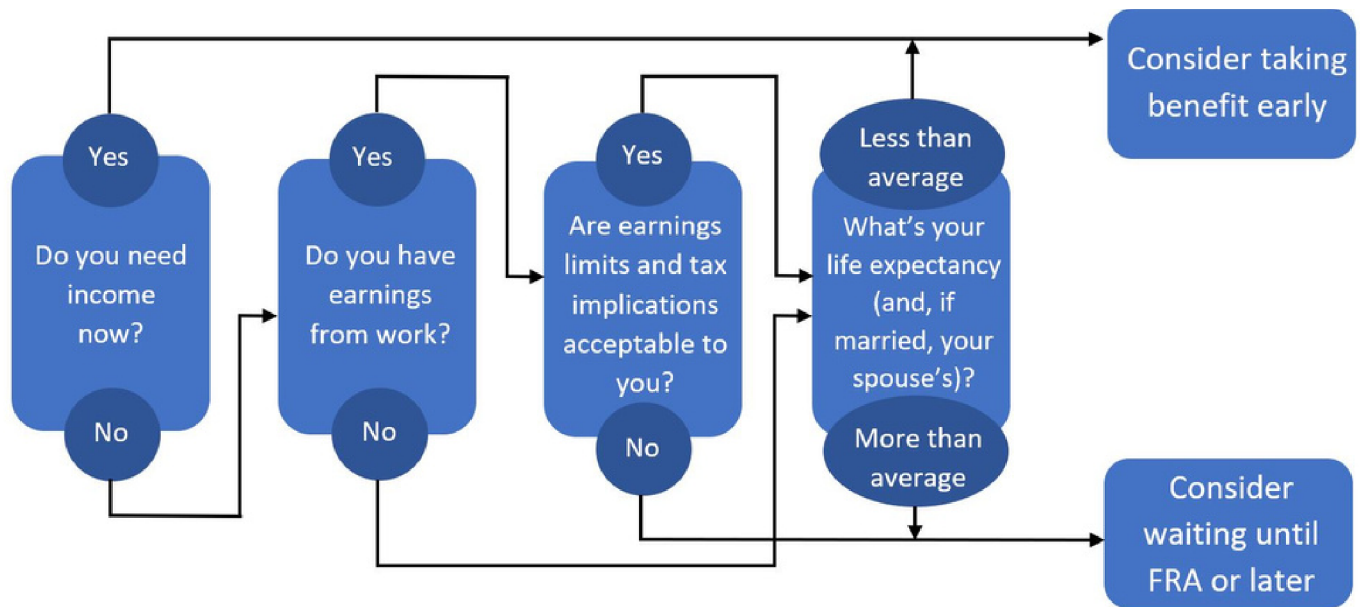 Yes
Do you need
income
now?
No
Yes
Do you have
earnings
from work?
No
Yes
Are earnings
limits and tax
implications
acceptable to
you?
No
Less than
average
What’s your
life expectancy
(and, if
married, your
spouse’s)?
More than
average
Consider taking
benefit early
Consider
waiting until
FRA or later